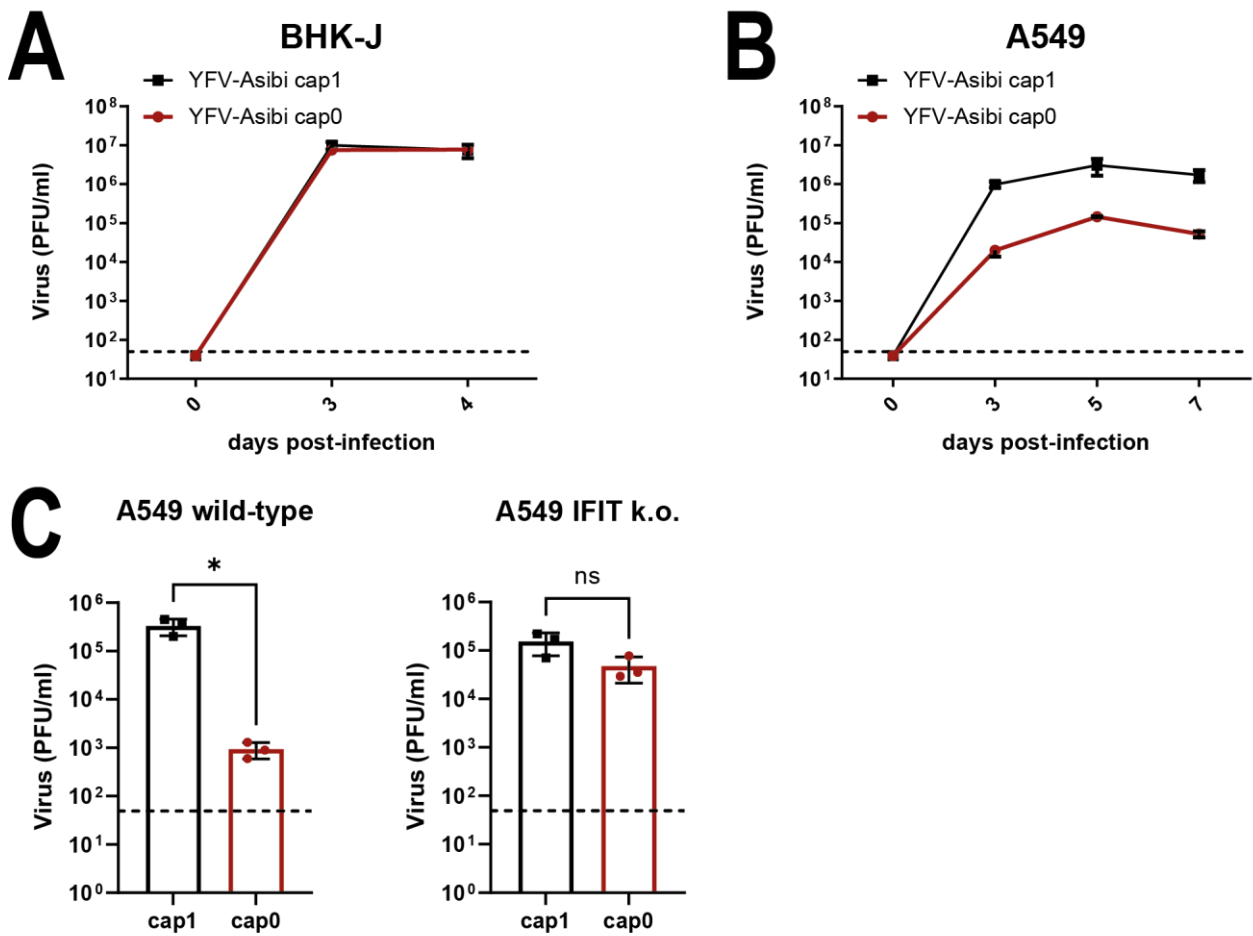 A
BHK-J
YFV-Asibi cap1
YFV-Asibi cap0
10⁸
10⁷
10⁶
10⁵
10⁴
10³
10²
10¹
Virus (PFU/ml)
0
3
4
days post-infection
B
A549
YFV-Asibi cap1
YFV-Asibi cap0
10⁸
10⁷
10⁶
10⁵
10⁴
10³
10²
10¹
Virus (PFU/ml)
0
3
5
7
days post-infection
C
A549 wild-type
*
10⁶
10⁵
10⁴
10³
10²
10¹
10⁰
Virus (PFU/ml)
cap1
cap0
A549 IFIT k.o.
ns
10⁶
10⁵
10⁴
10³
10²
10¹
10⁰
Virus (PFU/ml)
cap1
cap0